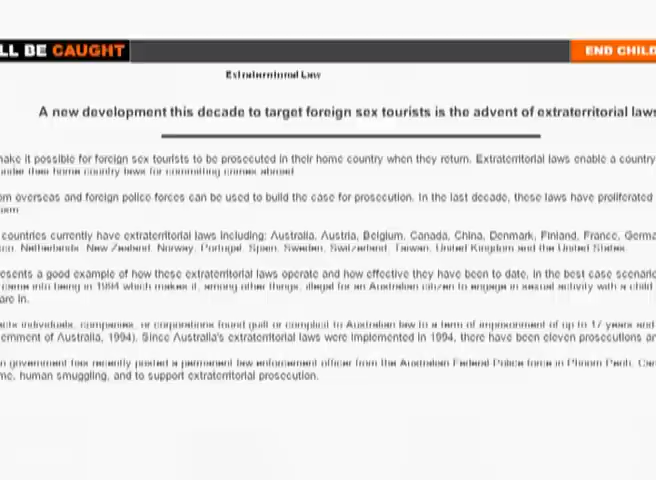 LL BE CAUGHT END CHILD
Extraterritorial Law
A new development this decade to target foreign sex tourists is the advent of extraterritorial laws
make it possible for foreign sex tourists to be prosecuted in their home country when they return. Extraterritorial laws enable a country
under their home country laws for committing crimes abroad
om overseas and foreign police forces can be used to build the case for prosecution. In the last decade, these laws have proliferated
countries currently have extraterritorial laws including: Australia, Austria, Belgium, Canada, China, Denmark, Finland, France, Germa
Netherlands, New Zealand, Norway, Portugal, Spain, Sweden, Switzerland, Taiwan, United Kingdom and the United States.
esents a good example of how these extraterritorial laws operate and how effective they have been to date. In the best case scenario
came into being in 1994 which makes it, among other things, illegal for an Australian citizen to engage in sexual activity with a child
are in.
individuals, companies, or corporations found guilt or complicit to Australian law to a term of imprisonment of up to 17 years and
ernment of Australia, 1994). Since Australia's extraterritorial laws were implemented in 1994, there have been eleven prosecutions an
n government has recently posted a permanent law enforcement officer from the Australian Federal Police force in Phnom Penh, Cam
me, human smuggling, and to support extraterritorial prosecution.